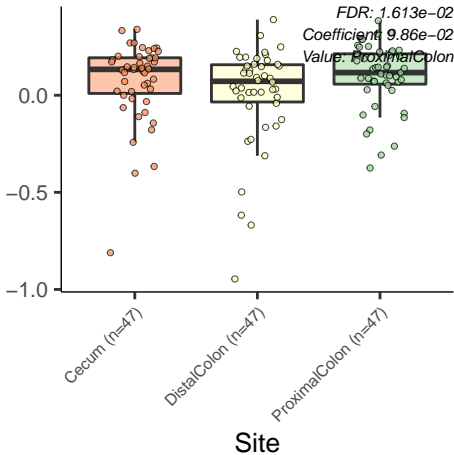 FDR: 1.613e−02
Coefficient: 9.86e−02
Value: ProximalColon
0.0
−0.5
−1.0
Cecum (n=47)
DistalColon (n=47)
ProximalColon (n=47)
Site